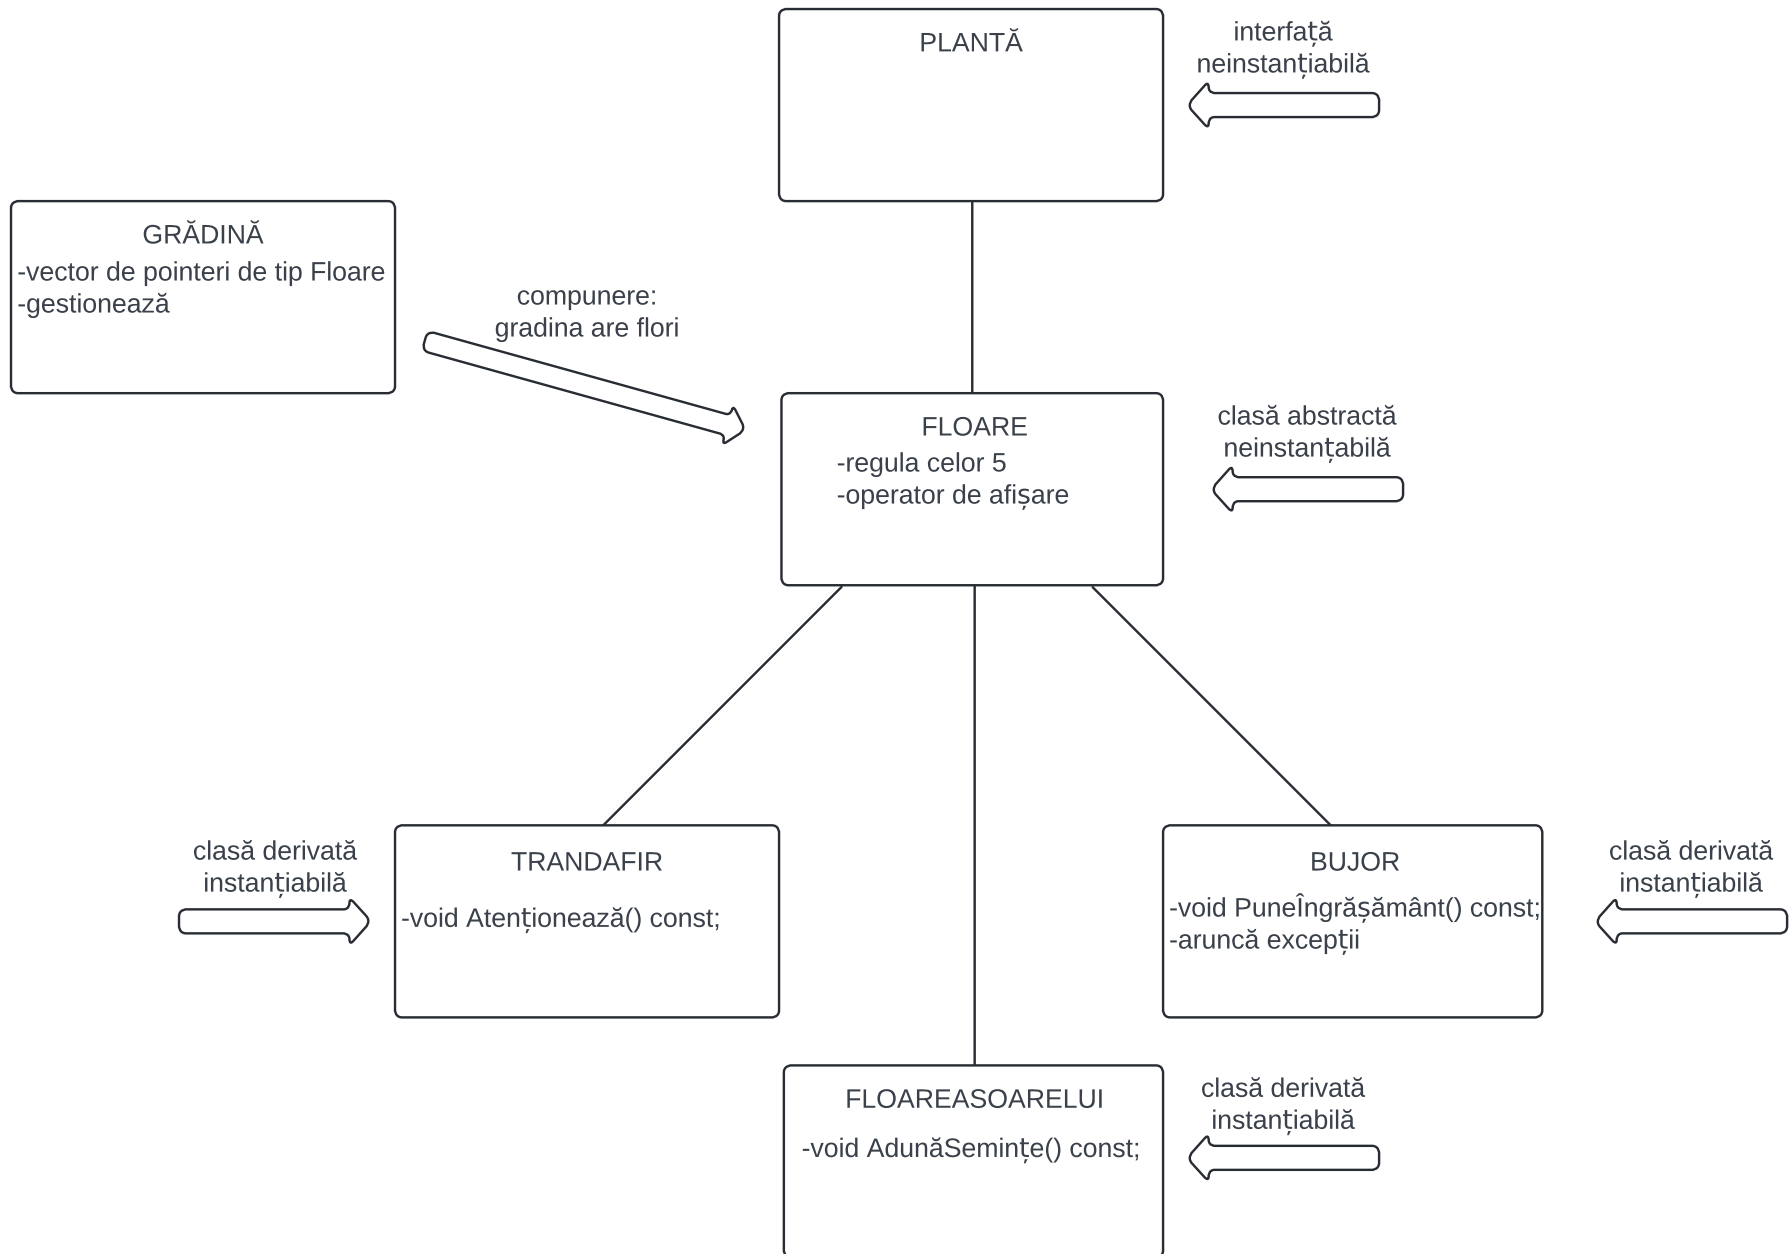 PLANTĂ
interfață
neinstanțiabilă
GRĂDINĂ
-vector de pointeri de tip Floare
-gestionează
compunere:
gradina are flori
FLOARE
-regula celor 5
-operator de afișare
clasă abstractă
neinstanțabilă
clasă derivată
instanțiabilă
TRANDAFIR
-void Atenționează() const;
BUJOR
-void PuneÎngrășământ() const;
-aruncă excepții
clasă derivată
instanțiabilă
FLOAREASOARELUI
-void AdunăSemințe() const;
clasă derivată
instanțiabilă